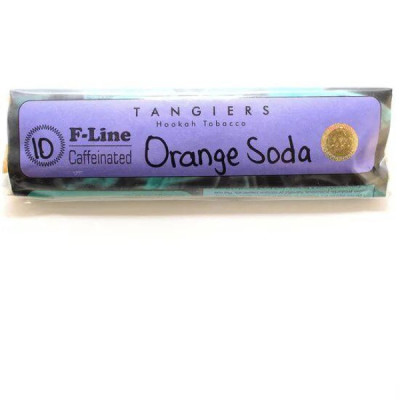 TANGIERS
Hookah Tobacco
10
F-Line
Caffeinated
Orange Soda